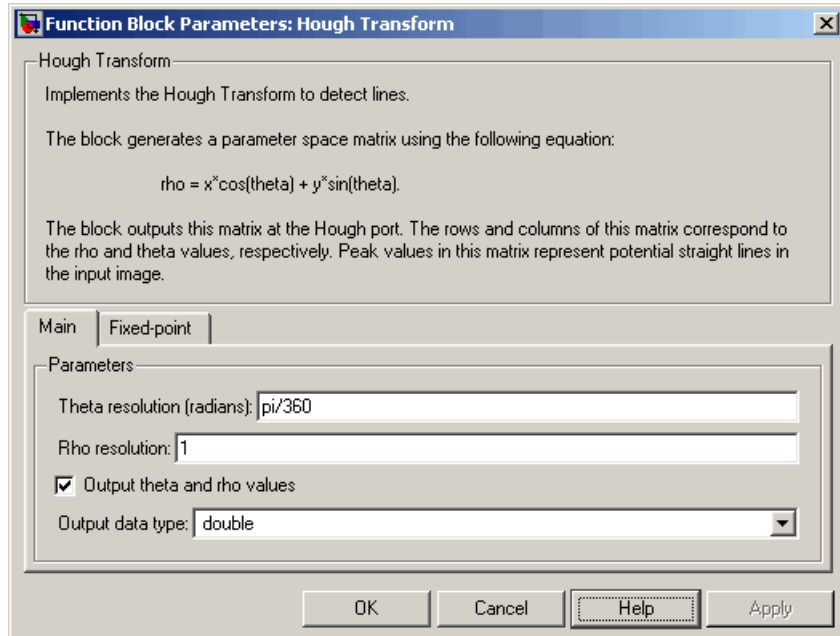 Function Block Parameters: Hough Transform
Hough Transform
Implements the Hough Transform to detect lines.
The block generates a parameter space matrix using the following equation:
rho = x*cos(theta) + y*sin(theta).
The block outputs this matrix at the Hough port. The rows and columns of this matrix correspond to
the rho and theta values, respectively. Peak values in this matrix represent potential straight lines in
the input image.
Main Fixed-point
Parameters
Theta resolution (radians): pi/360
Rho resolution: 1
Output theta and rho values
Output data type: double
OK Cancel Help Apply